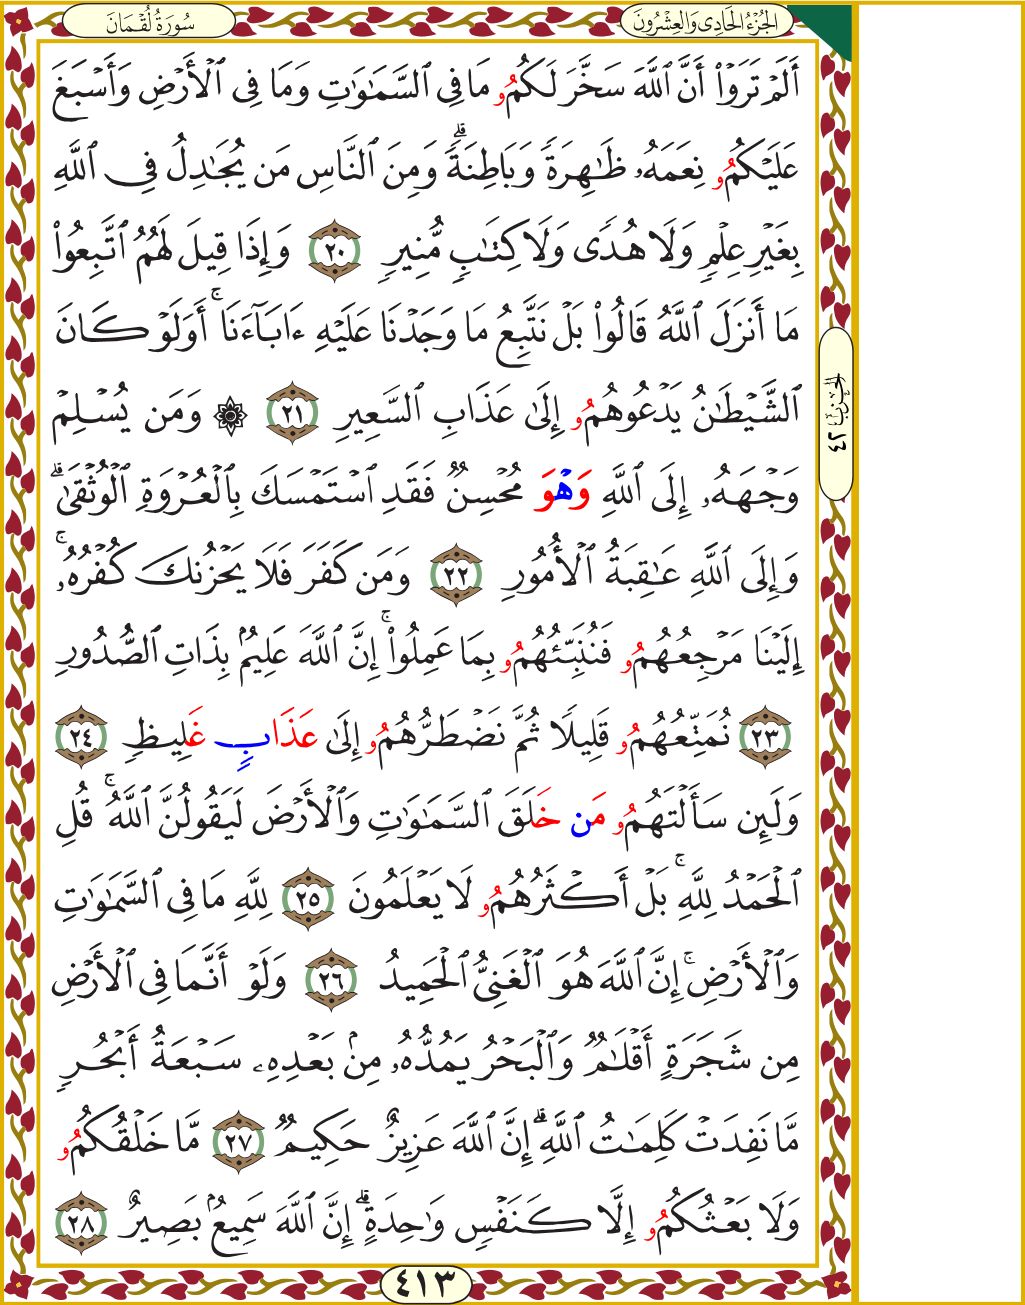 الجُزْءُ الحَادِي وَالعِشْرُونَ
سُورَةُ لُقْمَانَ
أَلَمْ تَرَوْا۟ أَنَّ ٱللَّهَ سَخَّرَ لَكُمُۥ مَا فِى ٱلسَّمَٰوَٰتِ وَمَا فِى ٱلْأَرْضِ وَأَسْبَغَ
عَلَيْكُمُۥ نِعَمَهُۥ ظَٰهِرَةً وَبَاطِنَةً ۗ وَمِنَ ٱلنَّاسِ مَن يُجَٰدِلُ فِى ٱللَّهِ
بِغَيْرِ عِلْمٍ وَلَا هُدًى وَلَا كِتَٰبٍ مُّنِيرٍ ٢٠ وَإِذَا قِيلَ لَهُمُ ٱتَّبِعُوا۟
مَا أَنزَلَ ٱللَّهُ قَالُوا۟ بَلْ نَتَّبِعُ مَا وَجَدْنَا عَلَيْهِ ءَابَآءَنَا ۚ أَوَلَوْ كَانَ
ٱلشَّيْطَٰنُ يَدْعُوهُمُۥ إِلَىٰ عَذَابِ ٱلسَّعِيرِ ٢١ ۞ وَمَن يُسْلِمْ
وَجْهَهُۥ إِلَى ٱللَّهِ وَهْوَ مُحْسِنٌ فَقَدِ ٱسْتَمْسَكَ بِٱلْعُرْوَةِ ٱلْوُثْقَىٰ ۗ
وَإِلَى ٱللَّهِ عَٰقِبَةُ ٱلْأُمُورِ ٢٢ وَمَن كَفَرَ فَلَا يَحْزُنكَ كُفْرُهُۥ ۚ
إِلَيْنَا مَرْجِعُهُمُۥ فَنُنَبِّئُهُمُۥ بِمَا عَمِلُوا۟ ۚ إِنَّ ٱللَّهَ عَلِيمٌۢ بِذَاتِ ٱلصُّدُورِ
٢٣ نُمَتِّعُهُمُۥ قَلِيلًا ثُمَّ نَضْطَرُّهُمُۥ إِلَىٰ عَذَابٍ غَلِيظٍ ٢٤
وَلَئِن سَأَلْتَهُمُۥ مَن خَلَقَ ٱلسَّمَٰوَٰتِ وَٱلْأَرْضَ لَيَقُولُنَّ ٱللَّهُ ۚ قُلِ
ٱلْحَمْدُ لِلَّهِ ۚ بَلْ أَكْثَرُهُمُۥ لَا يَعْلَمُونَ ٢٥ لِلَّهِ مَا فِى ٱلسَّمَٰوَٰتِ
وَٱلْأَرْضِ ۚ إِنَّ ٱللَّهَ هُوَ ٱلْغَنِىُّ ٱلْحَمِيدُ ٢٦ وَلَوْ أَنَّمَا فِى ٱلْأَرْضِ
مِن شَجَرَةٍ أَقْلَٰمٌ وَٱلْبَحْرُ يَمُدُّهُۥ مِنۢ بَعْدِهِۦ سَبْعَةُ أَبْحُرٍ
مَّا نَفِدَتْ كَلِمَٰتُ ٱللَّهِ ۗ إِنَّ ٱللَّهَ عَزِيزٌ حَكِيمٌ ٢٧ مَّا خَلْقُكُمُۥ
وَلَا بَعْثُكُمُۥ إِلَّا كَنَفْسٍ وَٰحِدَةٍ ۗ إِنَّ ٱللَّهَ سَمِيعٌۢ بَصِيرٌ ٢٨
الحزب ٤٢
٤١٣